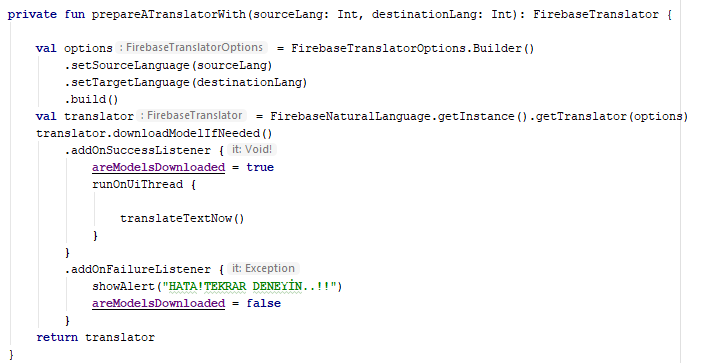 private fun prepareATranslatorWith(sourceLang: Int, destinationLang: Int): FirebaseTranslator {
val options : FirebaseTranslatorOptions = FirebaseTranslatorOptions.Builder()
.setSourceLanguage(sourceLang)
.setTargetLanguage(destinationLang)
.build()
val translator : FirebaseTranslator = FirebaseNaturalLanguage.getInstance().getTranslator(options)
translator.downloadModelIfNeeded()
.addOnSuccessListener { it: Void!
areModelsDownloaded = true
runOnUiThread {
translateTextNow()
}
}
.addOnFailureListener { it: Exception
showAlert("HATA!TEKRAR DENEYİN..!!")
areModelsDownloaded = false
}
return translator
}